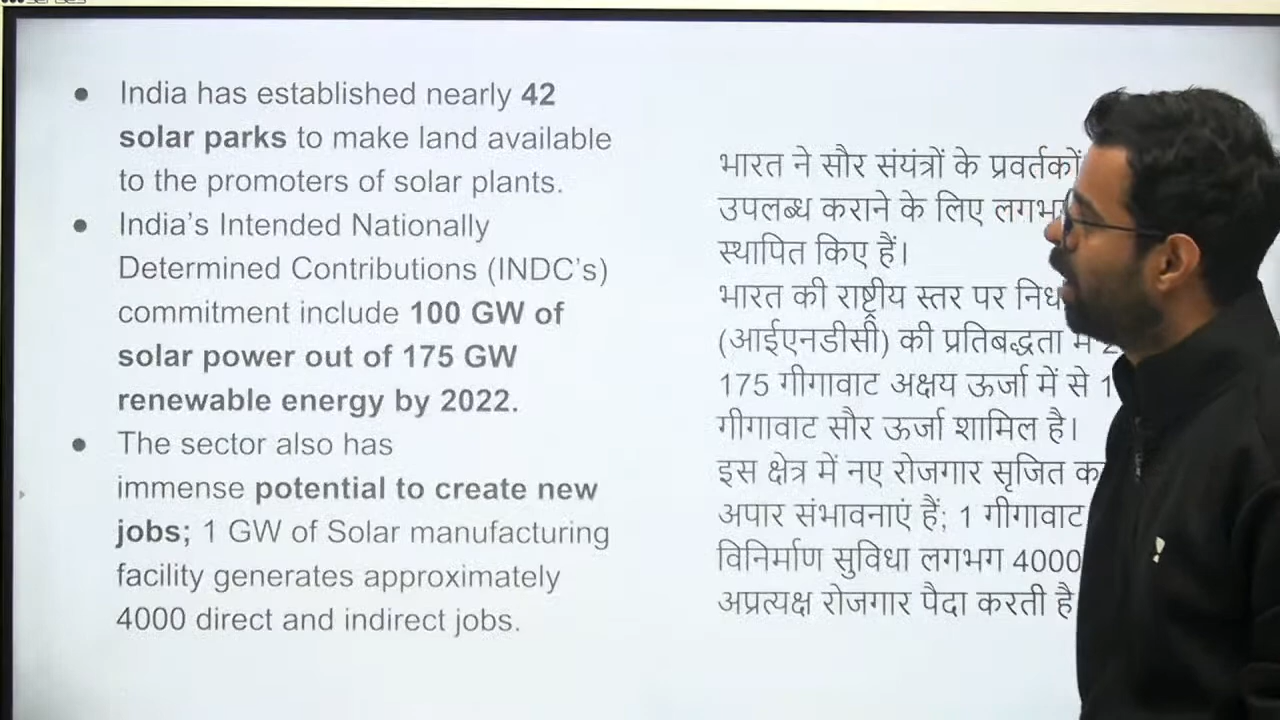 India has established nearly 42
solar parks to make land available
to the promoters of solar plants.
India's Intended Nationally
Determined Contributions (INDC's)
commitment include 100 GW of
solar power out of 175 GW
renewable energy by 2022.
The sector also has
immense potential to create new
jobs; 1 GW of Solar manufacturing
facility generates approximately
4000 direct and indirect jobs.
भारत ने सौर संयंत्रों के प्रवर्तकों
उपलब्ध कराने के लिए
स्थापित किए हैं।
भारत की राष्ट्रीय स्तर पर
(आईएनडीसी) की प्रतिबद्धता में
175 गीगावाट अक्षय ऊर्जा में से
गीगावाट सौर ऊर्जा शामिल है।
इस क्षेत्र में नए रोजगार सृजित
अपार संभावनाएं हैं; 1 गीगावाट
विनिर्माण सुविधा लगभग 4000
अप्रत्यक्ष रोजगार पैदा करती है